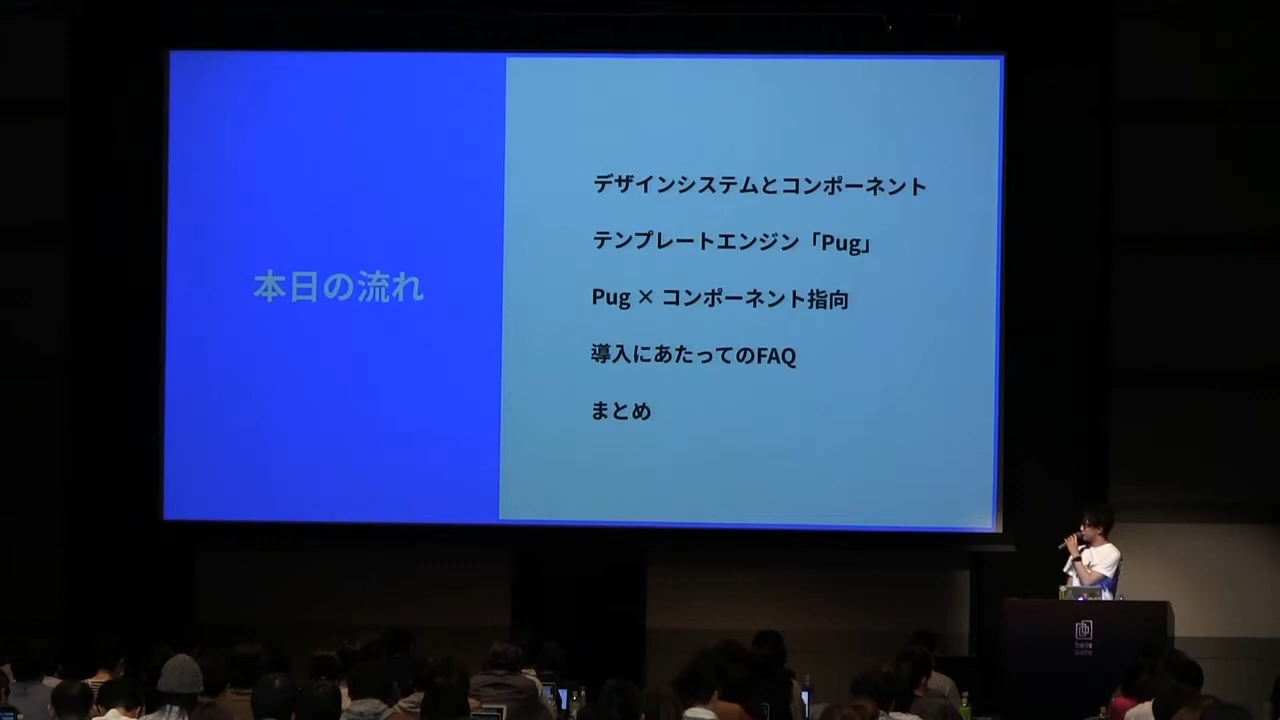 本日の流れ
デザインシステムとコンポーネント
テンプレートエンジン「Pug」
Pug × コンポーネント指向
導入にあたってのFAQ
まとめ